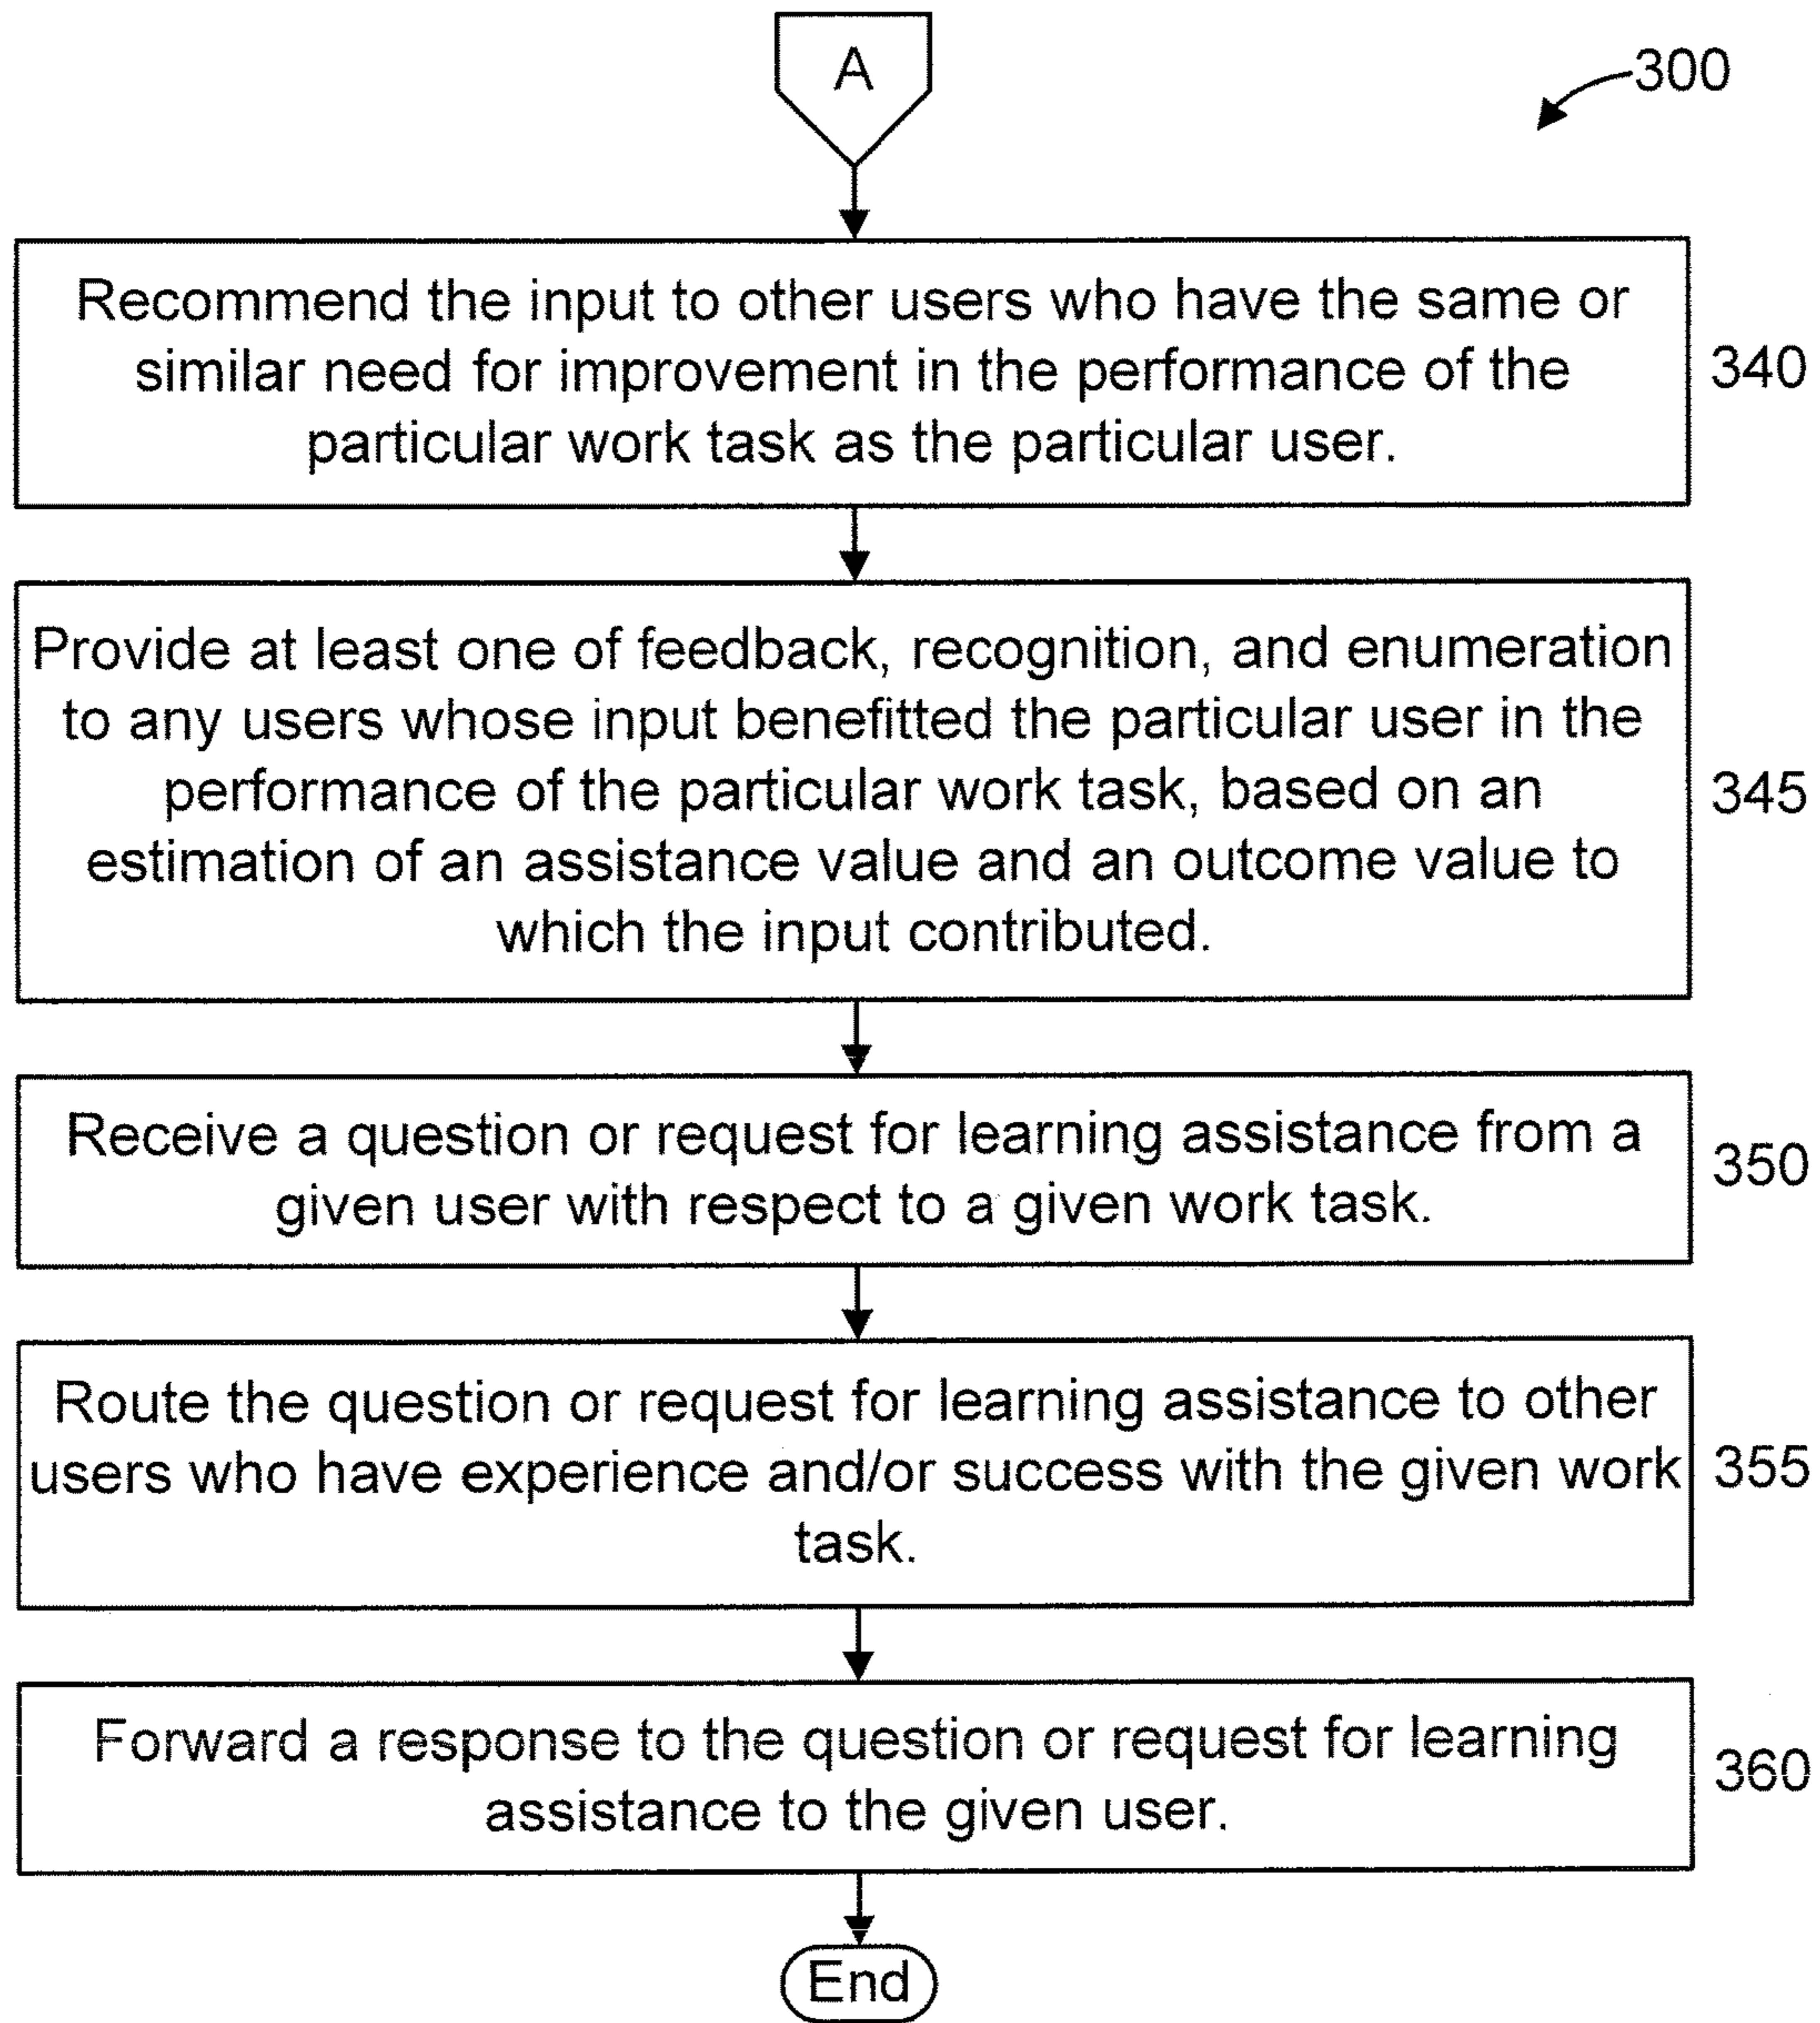 A
300
Recommend the input to other users who have the same or
similar need for improvement in the performance of the
particular work task as the particular user.
340
Provide at least one of feedback, recognition, and enumeration
to any users whose input benefitted the particular user in the
performance of the particular work task, based on an
estimation of an assistance value and an outcome value to
which the input contributed.
345
Receive a question or request for learning assistance from a
given user with respect to a given work task.
350
Route the question or request for learning assistance to other
users who have experience and/or success with the given work
task.
355
Forward a response to the question or request for learning
assistance to the given user.
360
End